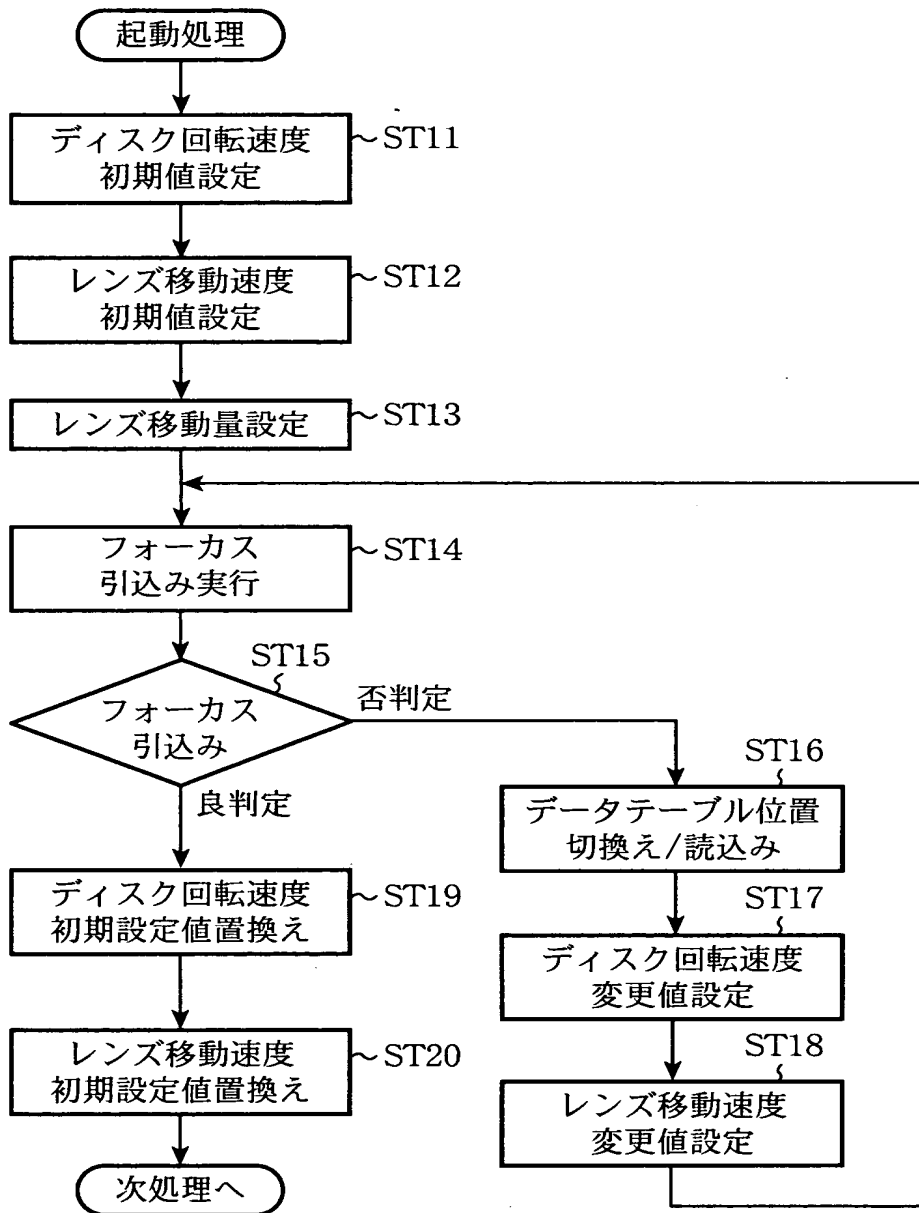 起動処理
ディスク回転速度
初期値設定
~ST11
レンズ移動速度
初期値設定
~ST12
レンズ移動量設定
~ST13
フォーカス
引込み実行
~ST14
ST15
フォーカス
引込み
否判定
良判定
ST16
データテーブル位置
切換え/読込み
ST17
ディスク回転速度
変更値設定
ST18
レンズ移動速度
変更値設定
ディスク回転速度
初期設定値置換え
~ST19
レンズ移動速度
初期設定値置換え
~ST20
次処理へ